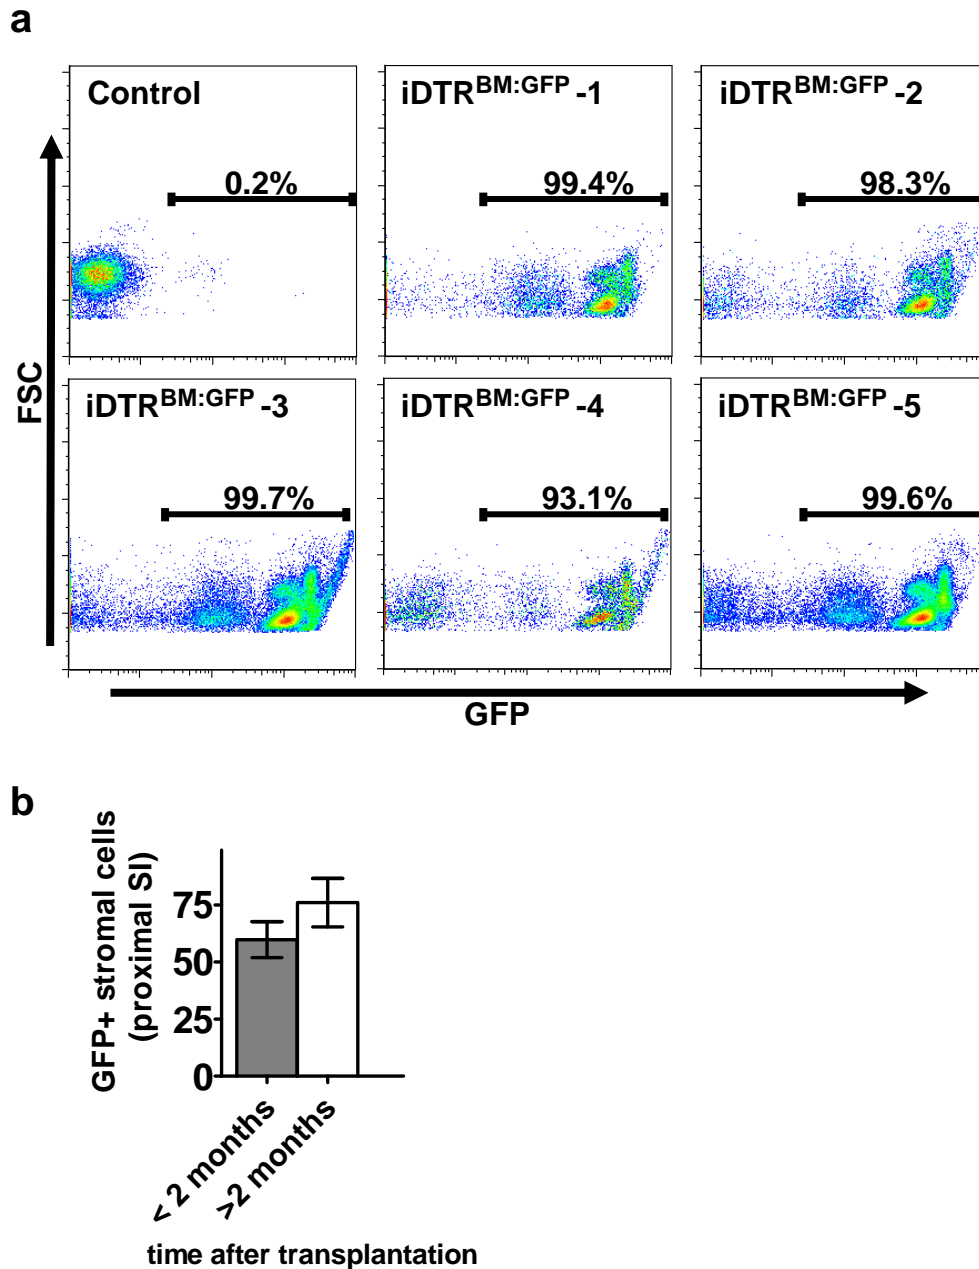 a
Control
iDTRBM:GFP -1
iDTRBM:GFP -2
0.2%
99.4%
98.3%
iDTRBM:GFP -3
iDTRBM:GFP -4
iDTRBM:GFP -5
99.7%
93.1%
99.6%
FSC
GFP
b
GFP+ stromal cells
(proximal SI)
75
50
25
0
< 2 months
>2 months
time after transplantation